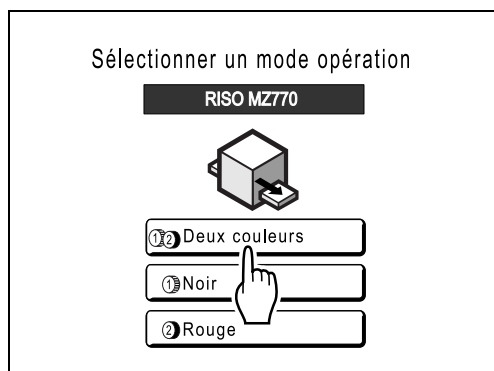 Sélectionner un mode opération
RISO MZ770
①② Deux couleurs
① Noir
② Rouge